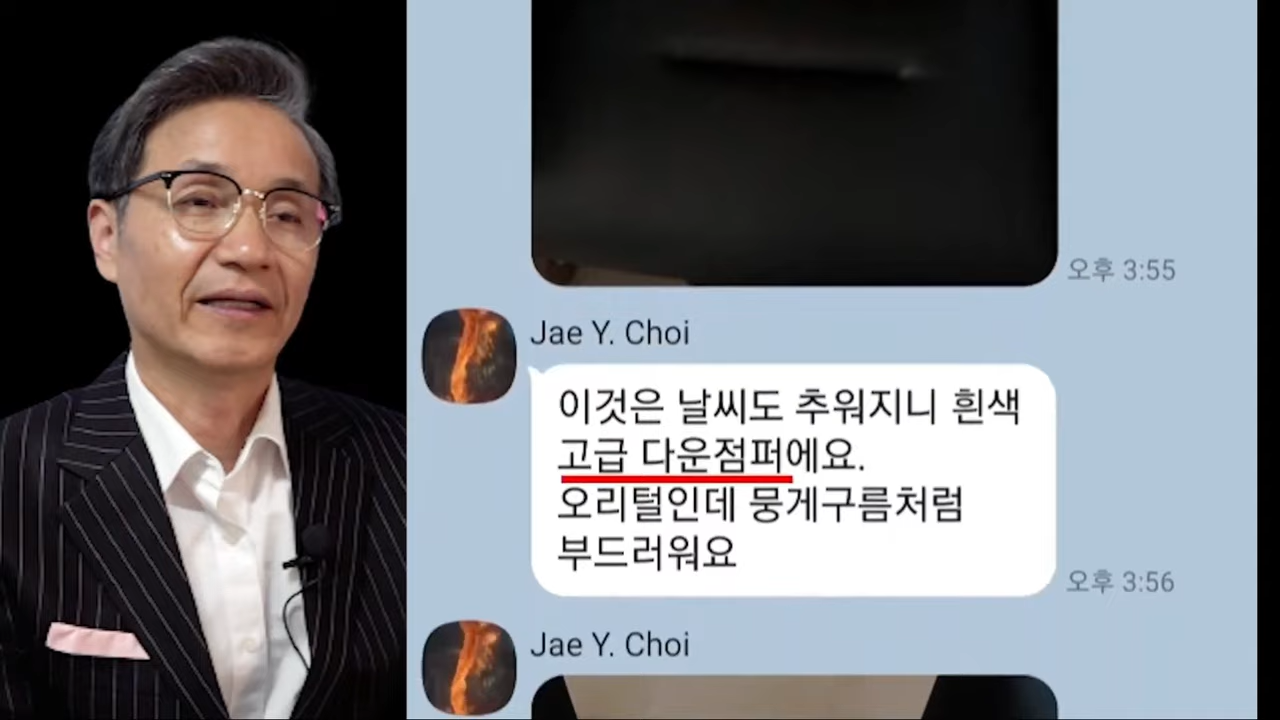 오후 3:55
Jae Y. Choi
이것은 날씨도 추워지니 흰색
고급 다운점퍼에요.
오리털인데 뭉게구름처럼
부드러워요
오후 3:56
Jae Y. Choi